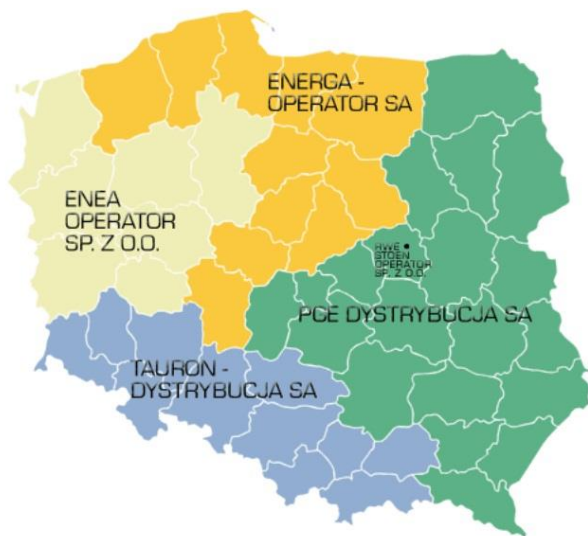 ENERGA -
OPERATOR SA
ENEA
OPERATOR
SP. Z O.O.
RWE
STOEN
OPERATOR
SP. Z O.O.
PGE DYSTRYBUCJA SA
TAURON -
DYSTRYBUCJA SA